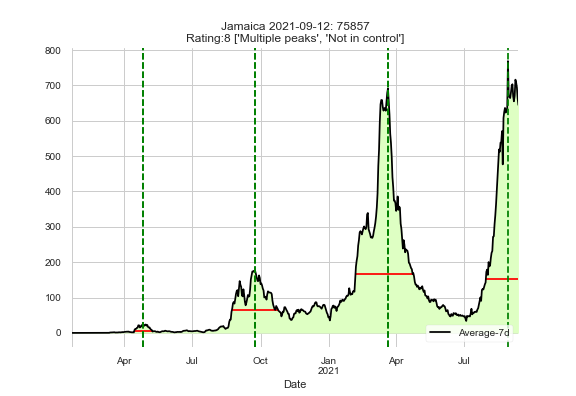 Jamaica 2021-09-12: 75857
Rating:8 ['Multiple peaks', 'Not in control']
800
700
600
500
400
300
200
100
0
Average-7d
Apr
Jul
Oct
Jan
2021
Apr
Jul
Date